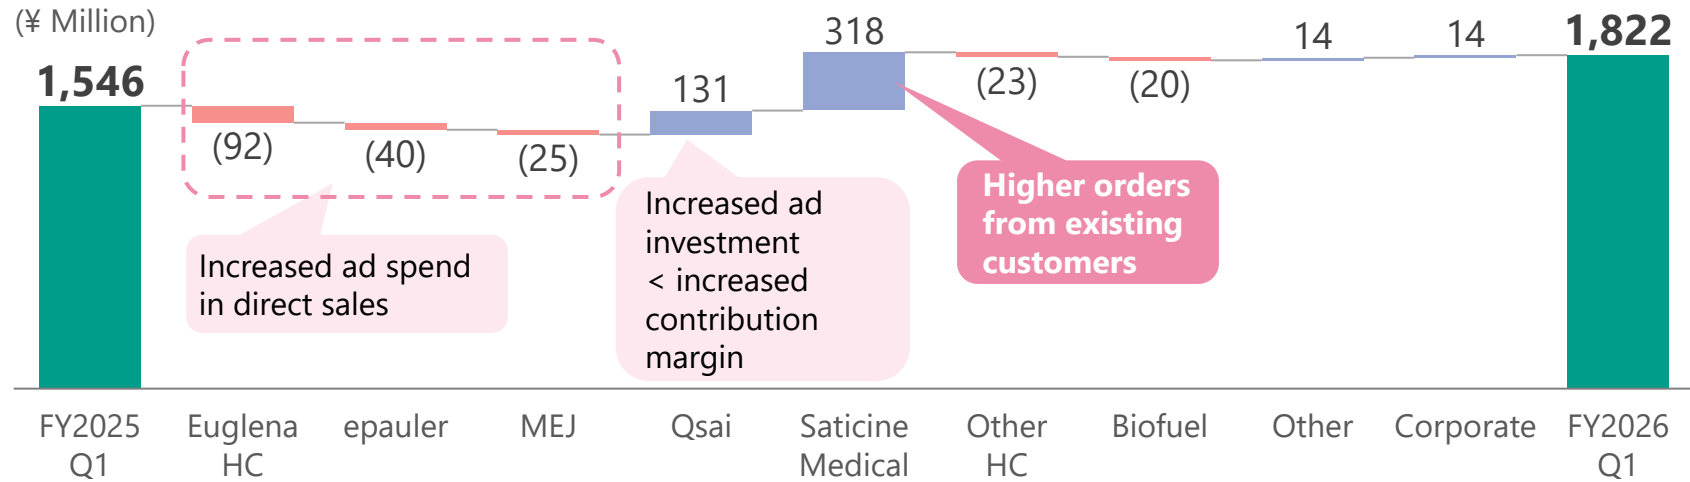 (¥ Million)
1,546
(92)
(40)
(25)
131
318
(23)
(20)
14
14
1,822
Increased ad spend
in direct sales
Increased ad
investment
< increased
contribution
margin
Higher orders
from existing
customers
FY2025
Q1
Euglena
HC
epauler
MEJ
Qsai
Saticine
Medical
Other
HC
Biofuel
Other
Corporate
FY2026
Q1